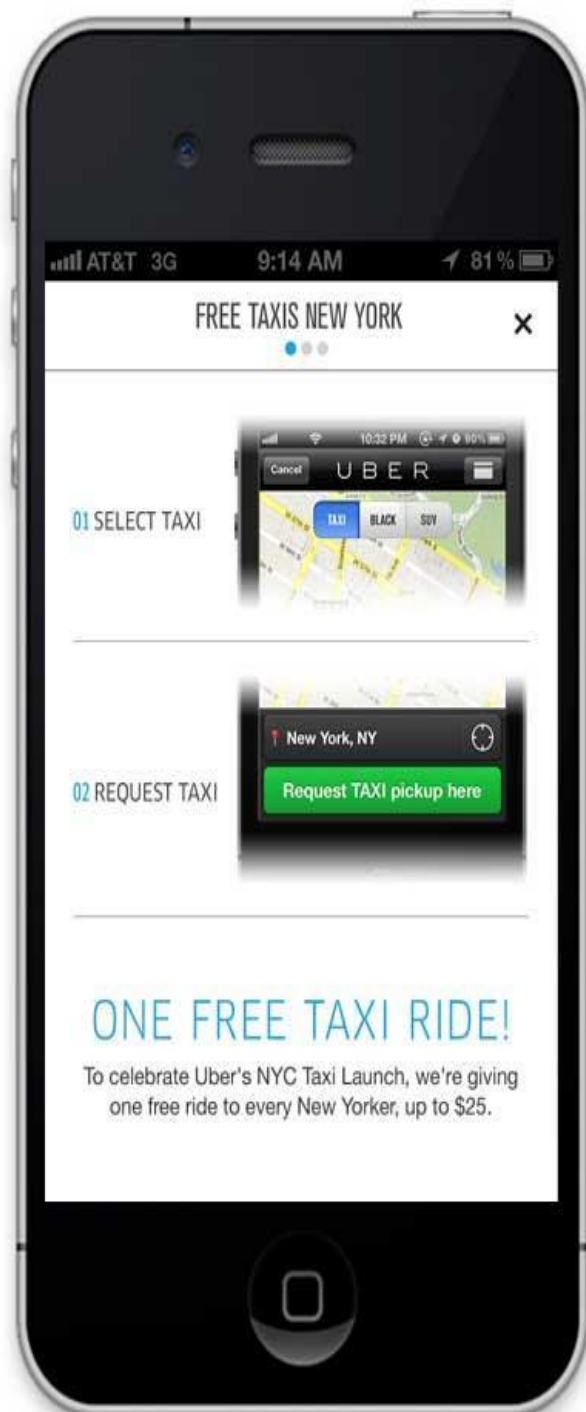 AT&T 3G 9:14 AM 81%
FREE TAXIS NEW YORK
×
10:32 PM 80%
Cancel UBER
01 SELECT TAXI
TAXI BLACK SUV
New York, NY
02 REQUEST TAXI
Request TAXI pickup here
ONE FREE TAXI RIDE!
To celebrate Uber's NYC Taxi Launch, we're giving
one free ride to every New Yorker, up to $25.